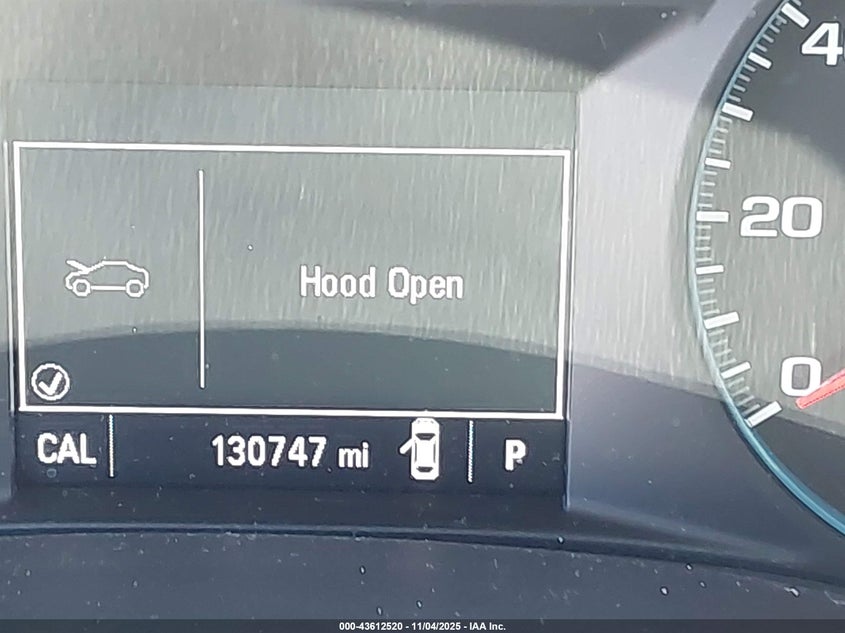 4
20
0
Hood Open
CAL 130747 mi P
000-43612520 - 11/04/2025 - IAA Inc.